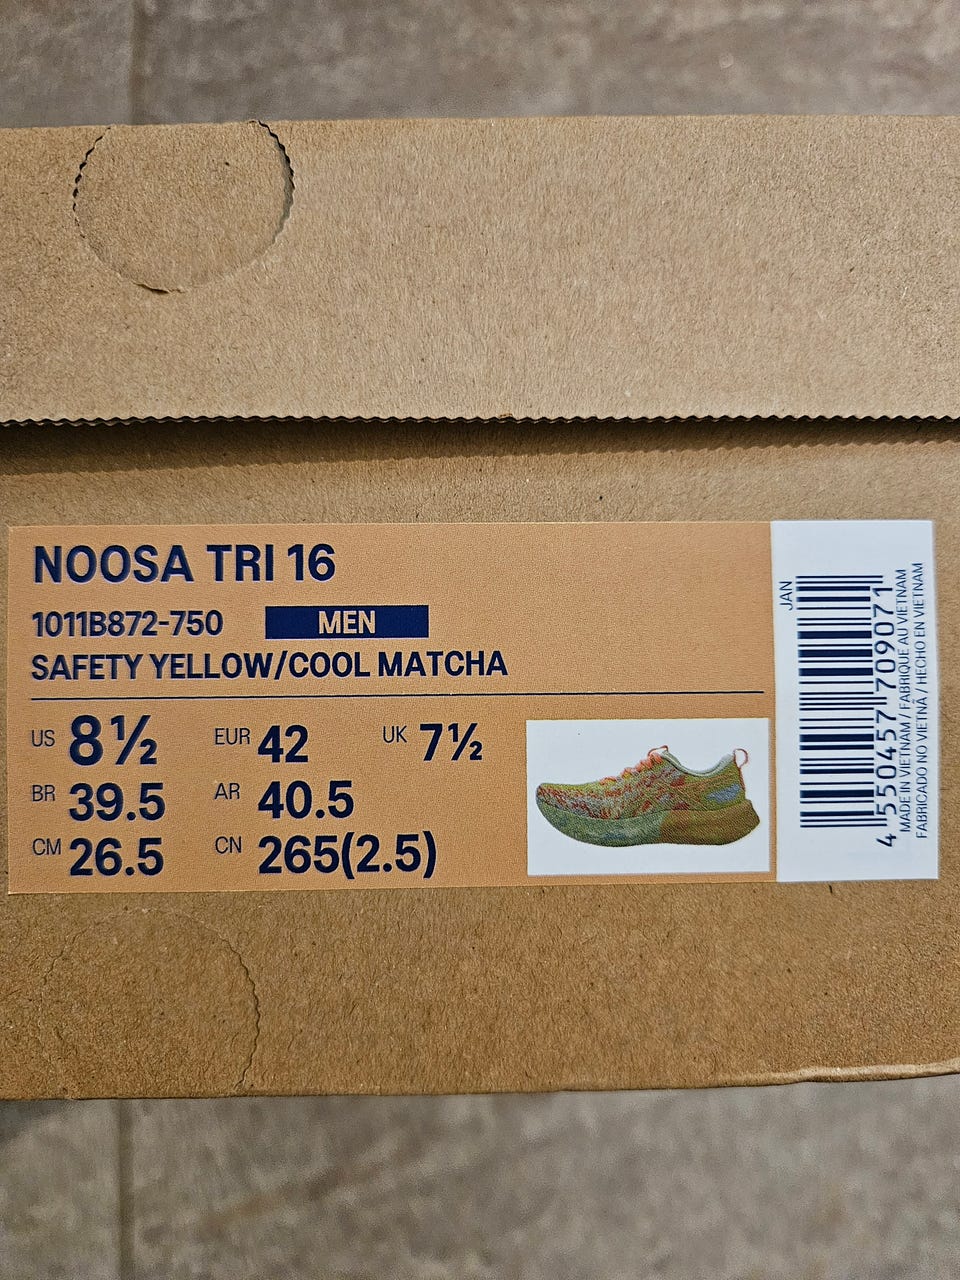 NOOSA TRI 16
1011B872-750 MEN
SAFETY YELLOW/COOL MATCHA
US 8½ EUR 42 UK 7½
BR 39.5 AR 40.5
CM 26.5 CN 265(2.5)
JAN
4 550457 709071
MADE IN VIETNAM / FABRIQUE AU VIETNAM
FABRICADO NO VIETNÃ / HECHO EN VIETNAM